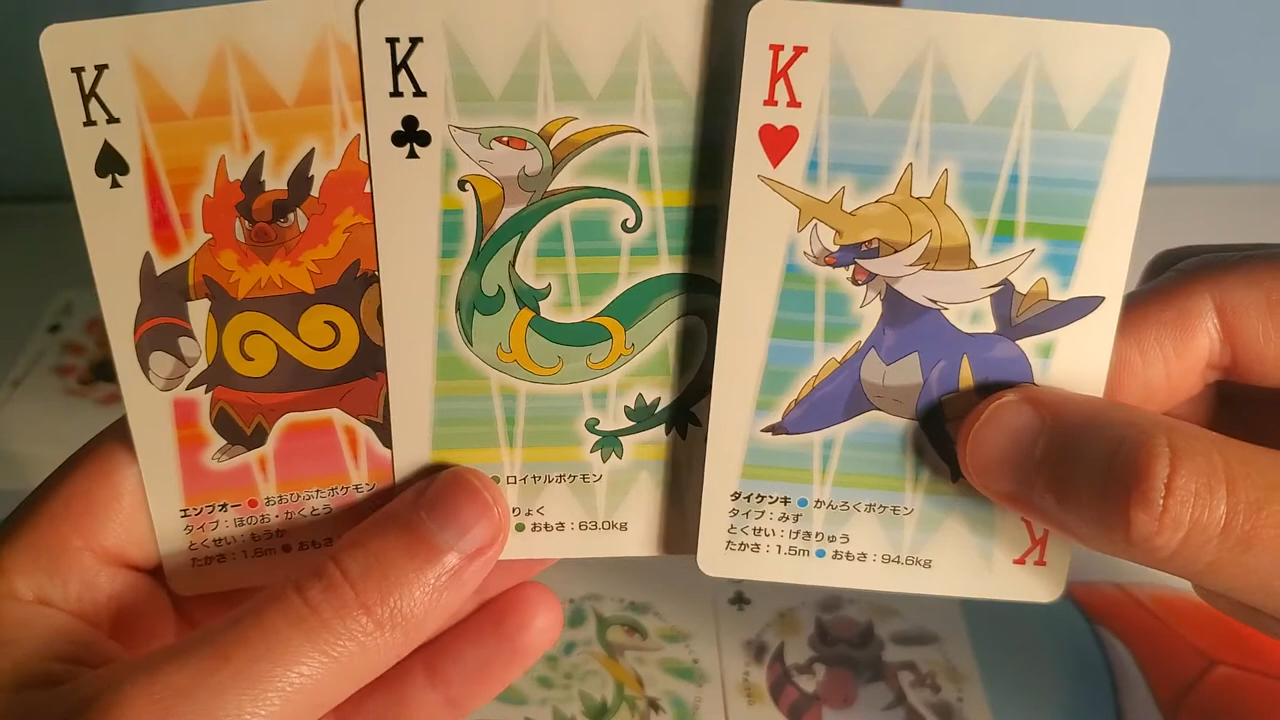 K
エンブオー ● おおひぶたポケモン
タイプ：ほのお・かくとう
とくせい：もうか
たかさ：1.6m ● おもさ
K
● ロイヤルポケモン
りょく
● おもさ：63.0kg
K
ダイケンキ ● かんろくポケモン
タイプ：みず
とくせい：げきりゅう
たかさ：1.5m ● おもさ：94.6kg
K